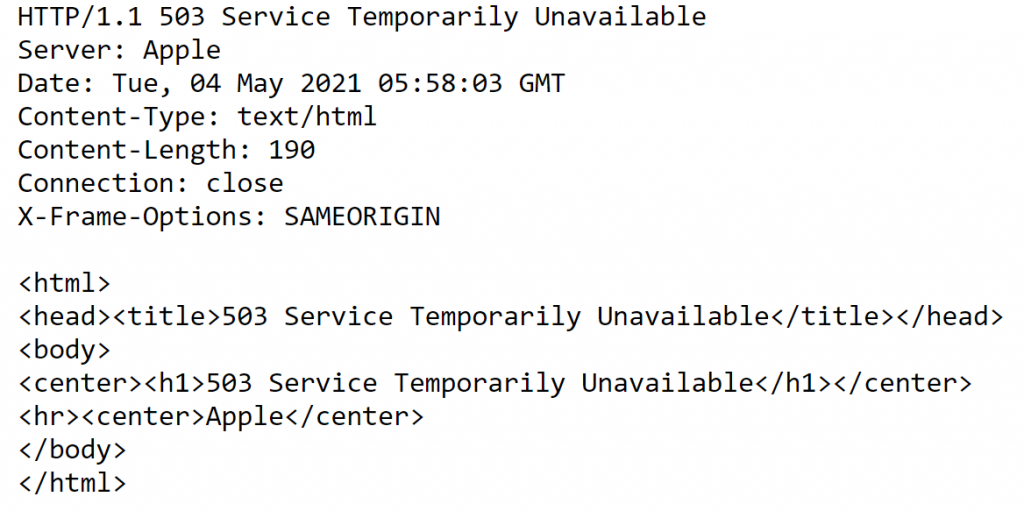 HTTP/1.1 503 Service Temporarily Unavailable
Server: Apple
Date: Tue, 04 May 2021 05:58:03 GMT
Content-Type: text/html
Content-Length: 190
Connection: close
X-Frame-Options: SAMEORIGIN

<html>
<head><title>503 Service Temporarily Unavailable</title></head>
<body>
<center><h1>503 Service Temporarily Unavailable</h1></center>
<hr><center>Apple</center>
</body>
</html>